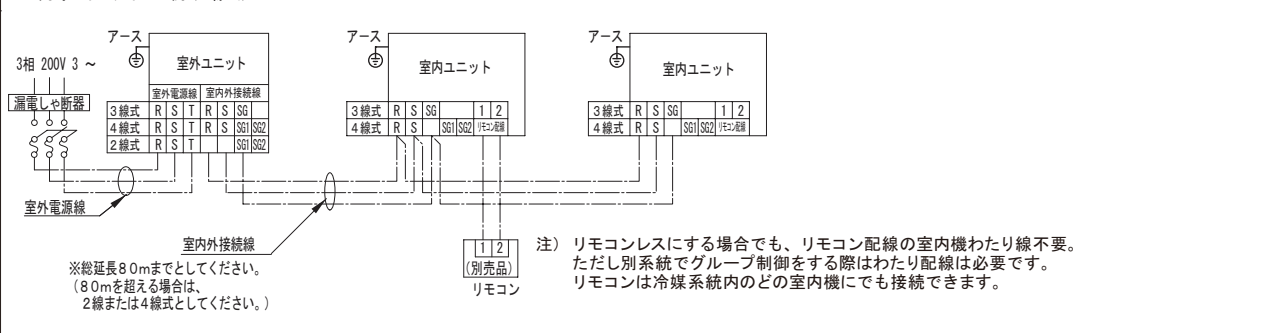 アース
3相 200V 3 ～
漏電しゃ断器
室外ユニット
室外電源線 室内外接続線
3線式 R S T R S SG
4線式 R S T R S SG1 SG2
2線式 R S T SG1 SG2
室外電源線
室内外接続線
※総延長80mまでとしてください。
（80mを超える場合は、
2線または4線式としてください。）
アース
室内ユニット
3線式 R S SG 1 2
4線式 R S SG1 SG2 リモコン配線
1 2
(別売品)
リモコン
アース
室内ユニット
3線式 R S SG 1 2
4線式 R S SG1 SG2 リモコン配線
注） リモコンレスにする場合でも、リモコン配線の室内機わたり線不要。
ただし別系統でグループ制御をする際はわたり配線は必要です。
リモコンは冷媒系統内のどの室内機にでも接続できます。